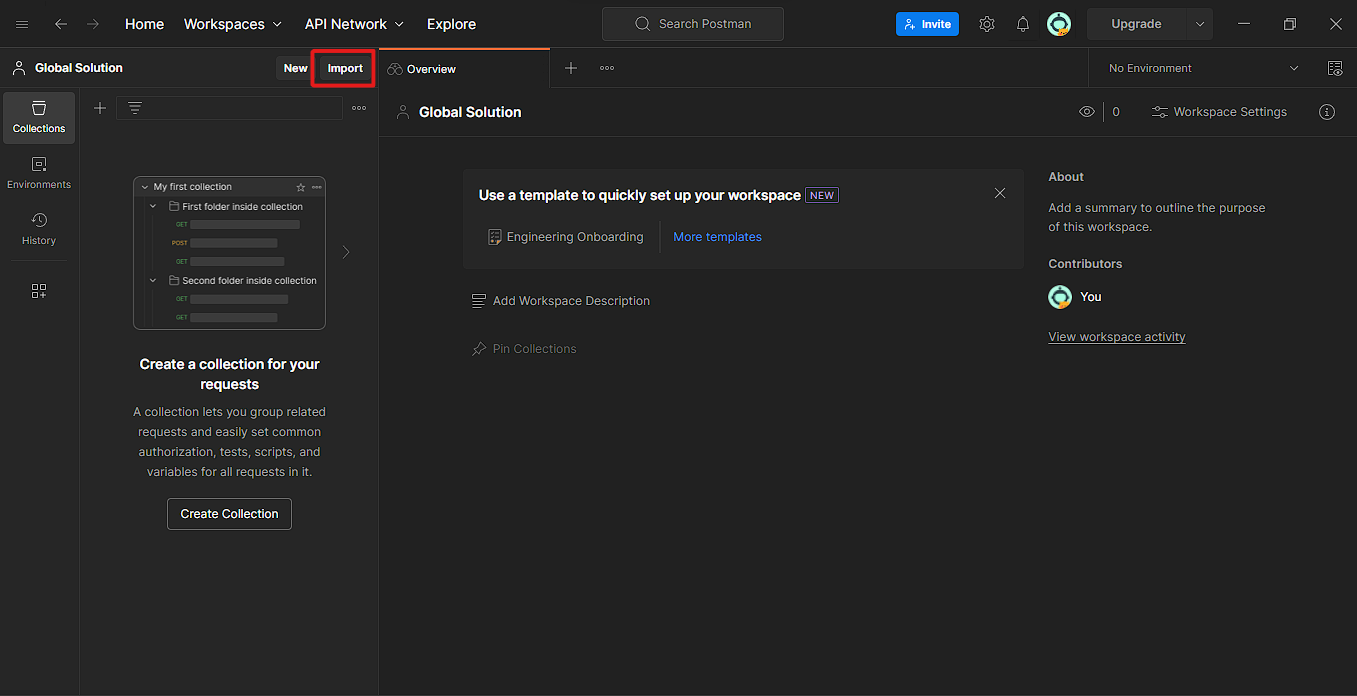 Home Workspaces API Network Explore Search Postman Invite Upgrade
Global Solution New Import Overview No Environment
Collections
Environments
History
Global Solution 0 Workspace Settings
My first collection
First folder inside collection
GET
POST
GET
Second folder inside collection
GET
GET
Create a collection for your
requests
A collection lets you group related
requests and easily set common
authorization, tests, scripts, and
variables for all requests in it.
Create Collection
Use a template to quickly set up your workspace NEW
Engineering Onboarding More templates
Add Workspace Description
Pin Collections
About
Add a summary to outline the purpose
of this workspace.
Contributors
You
View workspace activity